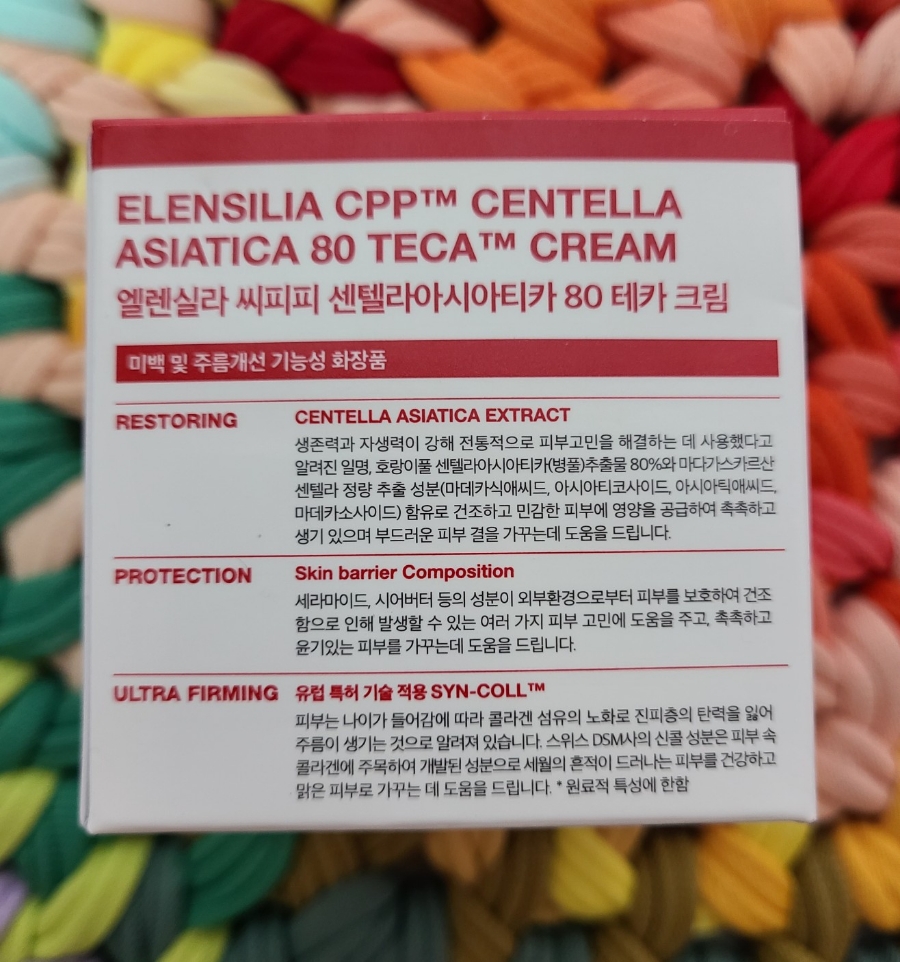 ELENSILIA CPP™ CENTELLA
ASIATICA 80 TECA™ CREAM
엘렌실라 씨피피 센텔라아시아티카 80 테카 크림
미백 및 주름개선 기능성 화장품
RESTORING
CENTELLA ASIATICA EXTRACT
생존력과 자생력이 강해 전통적으로 피부고민을 해결하는 데 사용했다고
알려진 일명, 호랑이풀 센텔라아시아티카(병풀)추출물 80%와 마다가스카르산
센텔라 정량 추출 성분(마데카식애씨드, 아시아티코사이드, 아시아틱애씨드,
마데카소사이드) 함유로 건조하고 민감한 피부에 영양을 공급하여 촉촉하고
생기 있으며 부드러운 피부 결을 가꾸는데 도움을 드립니다.
PROTECTION
Skin barrier Composition
세라마이드, 시어버터 등의 성분이 외부환경으로부터 피부를 보호하여 건조
함으로 인해 발생할 수 있는 여러 가지 피부 고민에 도움을 주고, 촉촉하고
윤기있는 피부를 가꾸는데 도움을 드립니다.
ULTRA FIRMING
유럽 특허 기술 적용 SYN-COLL™
피부는 나이가 들어감에 따라 콜라겐 섬유의 노화로 진피층의 탄력을 잃어
주름이 생기는 것으로 알려져 있습니다. 스위스 DSM사의 신콜 성분은 피부 속
콜라겐에 주목하여 개발된 성분으로 세월의 흔적이 드러나는 피부를 건강하고
맑은 피부로 가꾸는 데 도움을 드립니다. * 원료적 특성에 한함